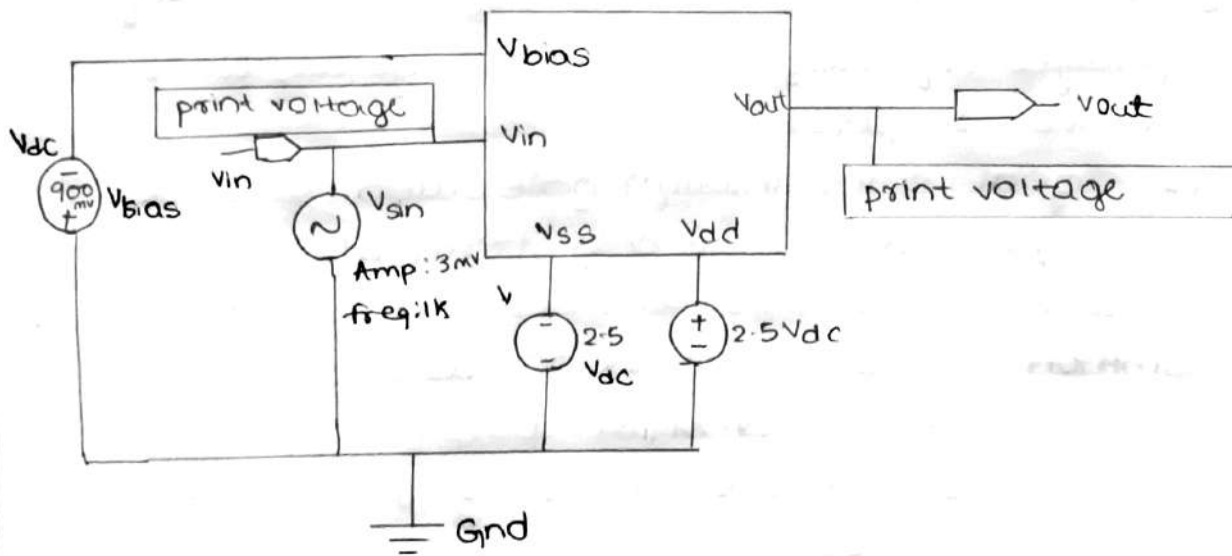 Vbias
print voltage
Vin
Vout
Vout
Vdc
-
900
mv
+
Vbias
Vin
~
Vsin
Amp: 3mv
freq: 1K
print voltage
Vss
Vdd
-
-
2.5
Vdc
+
-
2.5Vdc
Gnd